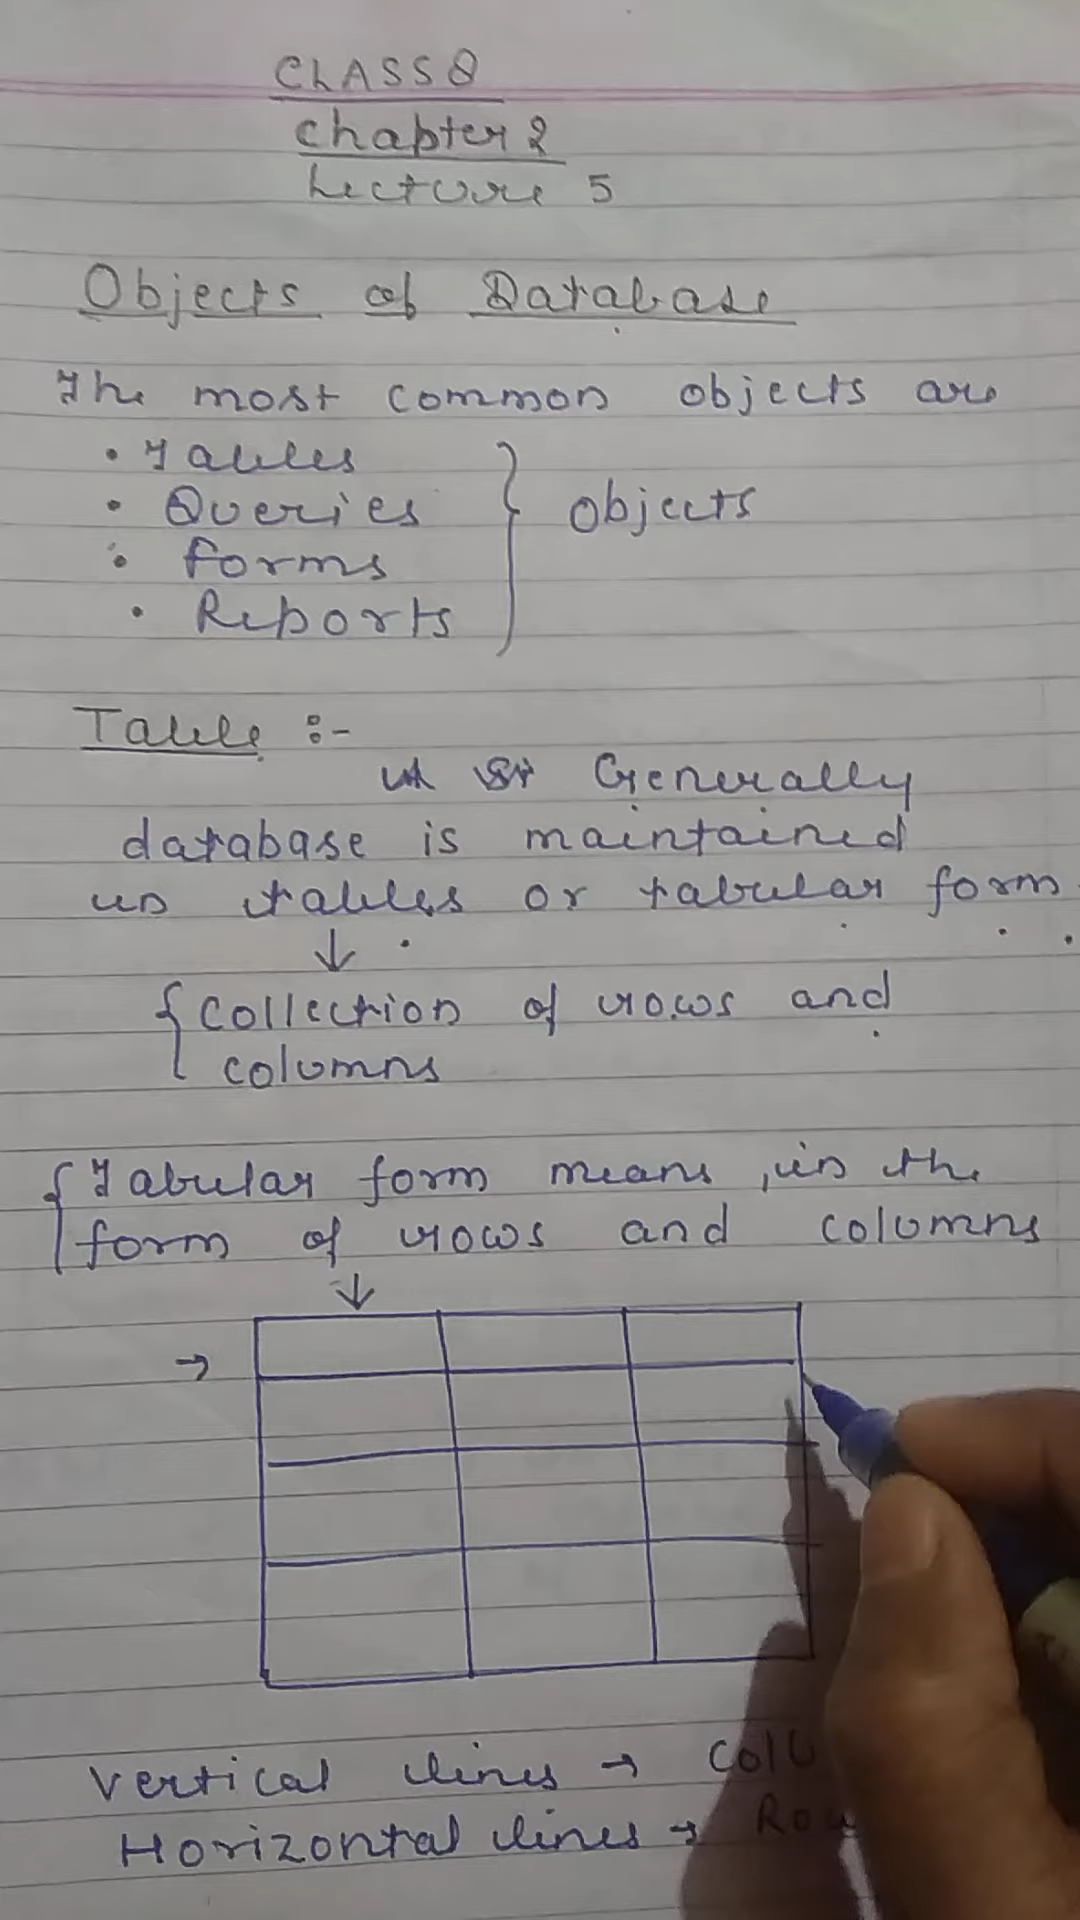 CLASS 8
Chapter 2
Lecture 5
Objects of Database
The most common objects are
• Tables
• Queries
• Forms
• Reports
} Objects
Table :-
Generally
database is maintained
in tables or tabular form.
↓
{ Collection of rows and
columns
{ Tabular form means, in the
form of rows and columns
↓
→
Vertical lines → Colu
Horizontal lines → Row